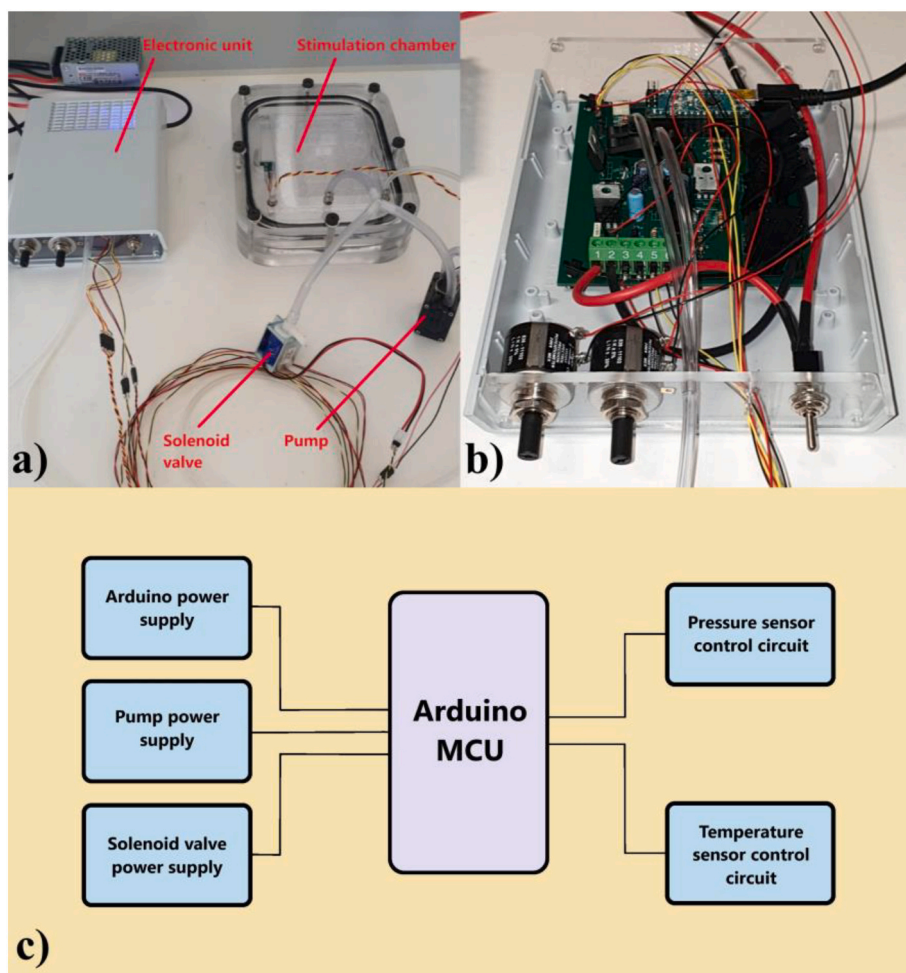 Electronic unit
Stimulation chamber
Solenoid
valve
Pump
a)
1 2 3 4 5 6
b)
Arduino power
supply
Pump power
supply
Solenoid valve
power supply
Arduino
MCU
Pressure sensor
control circuit
Temperature
sensor control
circuit
c)